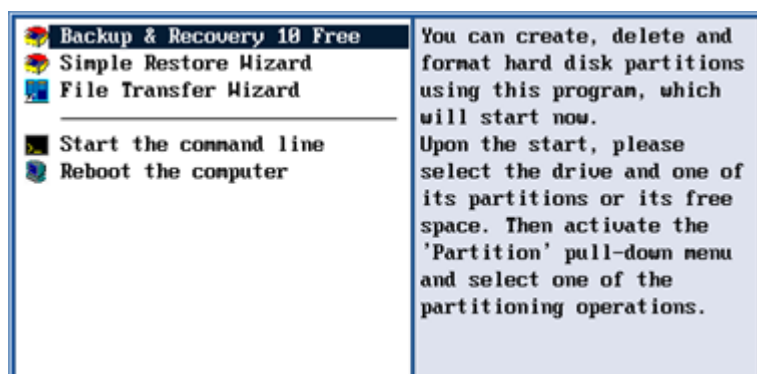 Backup & Recovery 10 Free
Simple Restore Wizard
File Transfer Wizard
Start the command line
Reboot the computer
You can create, delete and
format hard disk partitions
using this program, which
will start now.
Upon the start, please
select the drive and one of
its partitions or its free
space. Then activate the
'Partition' pull-down menu
and select one of the
partitioning operations.